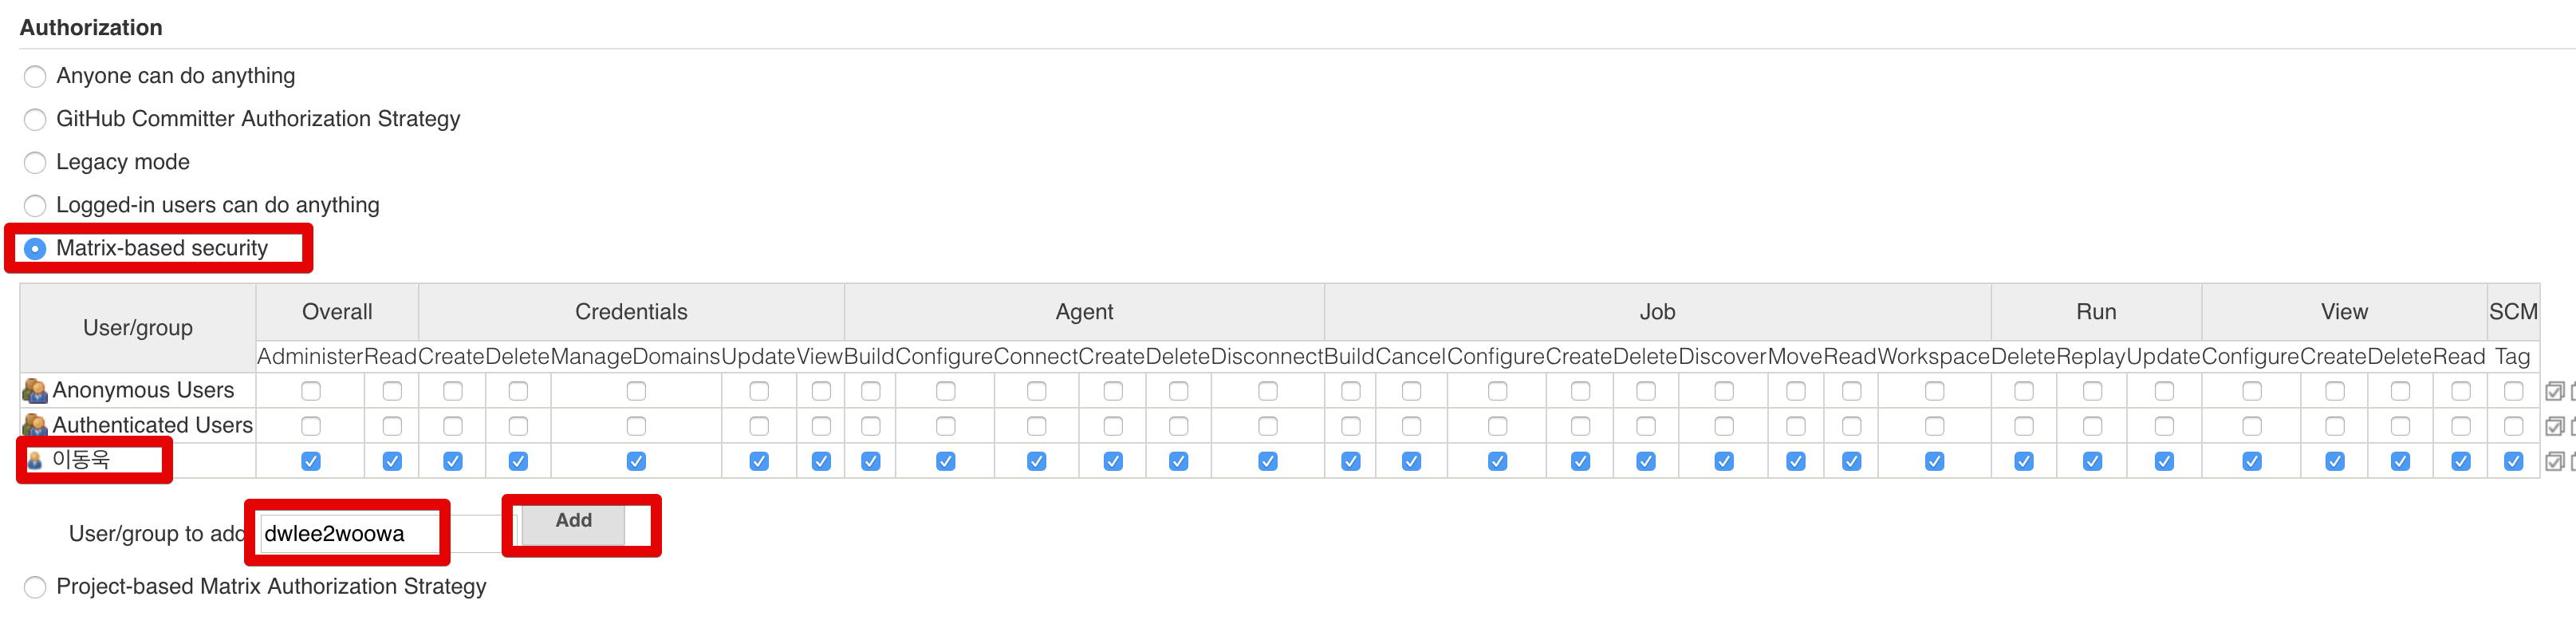 Authorization
Anyone can do anything
GitHub Committer Authorization Strategy
Legacy mode
Logged-in users can do anything
Matrix-based security
User/group Overall Credentials Agent Job Run View SCM
Administer Read Create Delete ManageDomains Update View Build Configure Connect Create Delete Disconnect Build Cancel Configure Create Delete Discover Move Read Workspace Delete Replay Update Configure Create Delete Read Tag
Anonymous Users
Authenticated Users
이동욱
User/group to add dwlee2woowa Add
Project-based Matrix Authorization Strategy